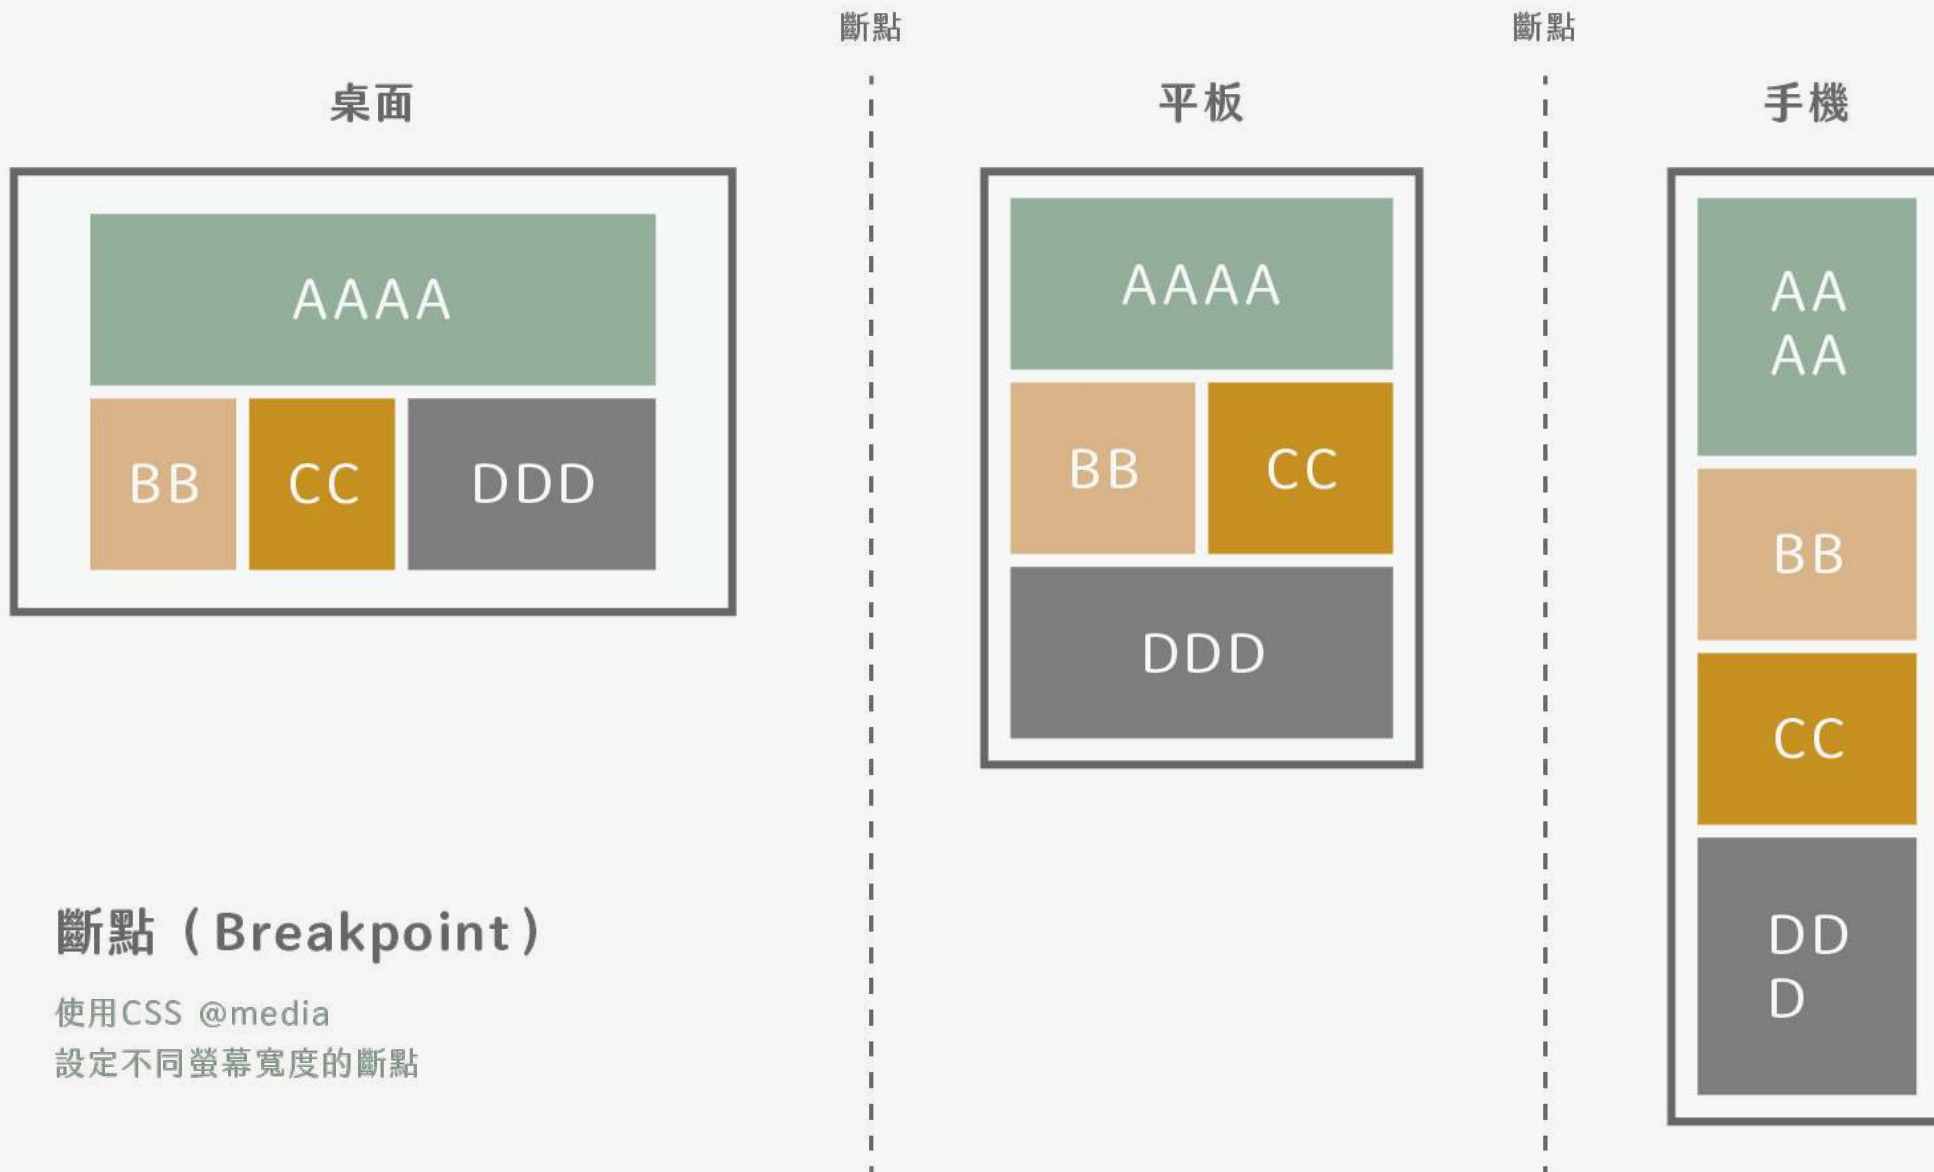 斷點
斷點
桌面
平板
手機
AAAA
BB
CC
DDD
AAAA
BB
CC
DDD
AA
AA
BB
CC
DD
D
斷點（Breakpoint）
使用CSS @media
設定不同螢幕寬度的斷點